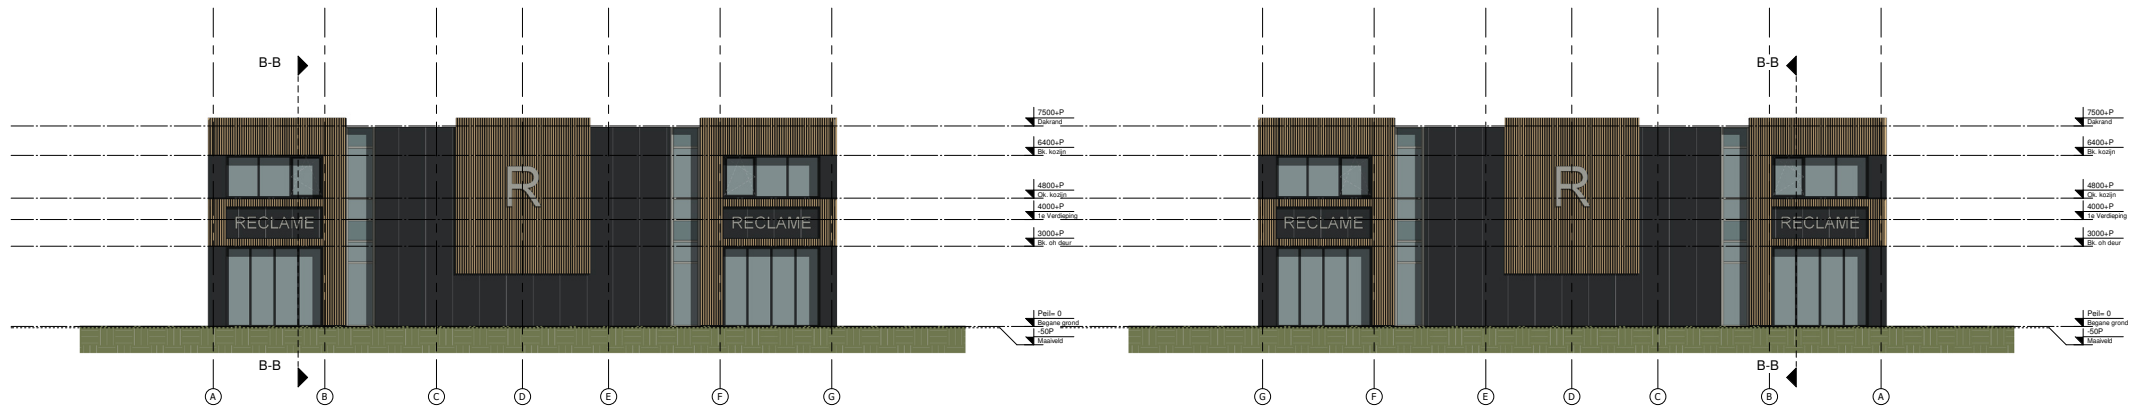 B-B
B-B
7500+P
Dakrand
6400+P
Bk. kozijn
4800+P
Ok. kozijn
4000+P
1e Verdieping
3000+P
Bk. oh deur
Peil= 0
Begane grond
-50P
Maaiveld
R
RECLAME
RECLAME
B-B
A
B
C
D
E
F
G
7500+P
Dakrand
6400+P
Bk. kozijn
4800+P
Ok. kozijn
4000+P
1e Verdieping
3000+P
Bk. oh deur
Peil= 0
Begane grond
-50P
Maaiveld
R
RECLAME
RECLAME
B-B
G
F
E
D
C
B
A